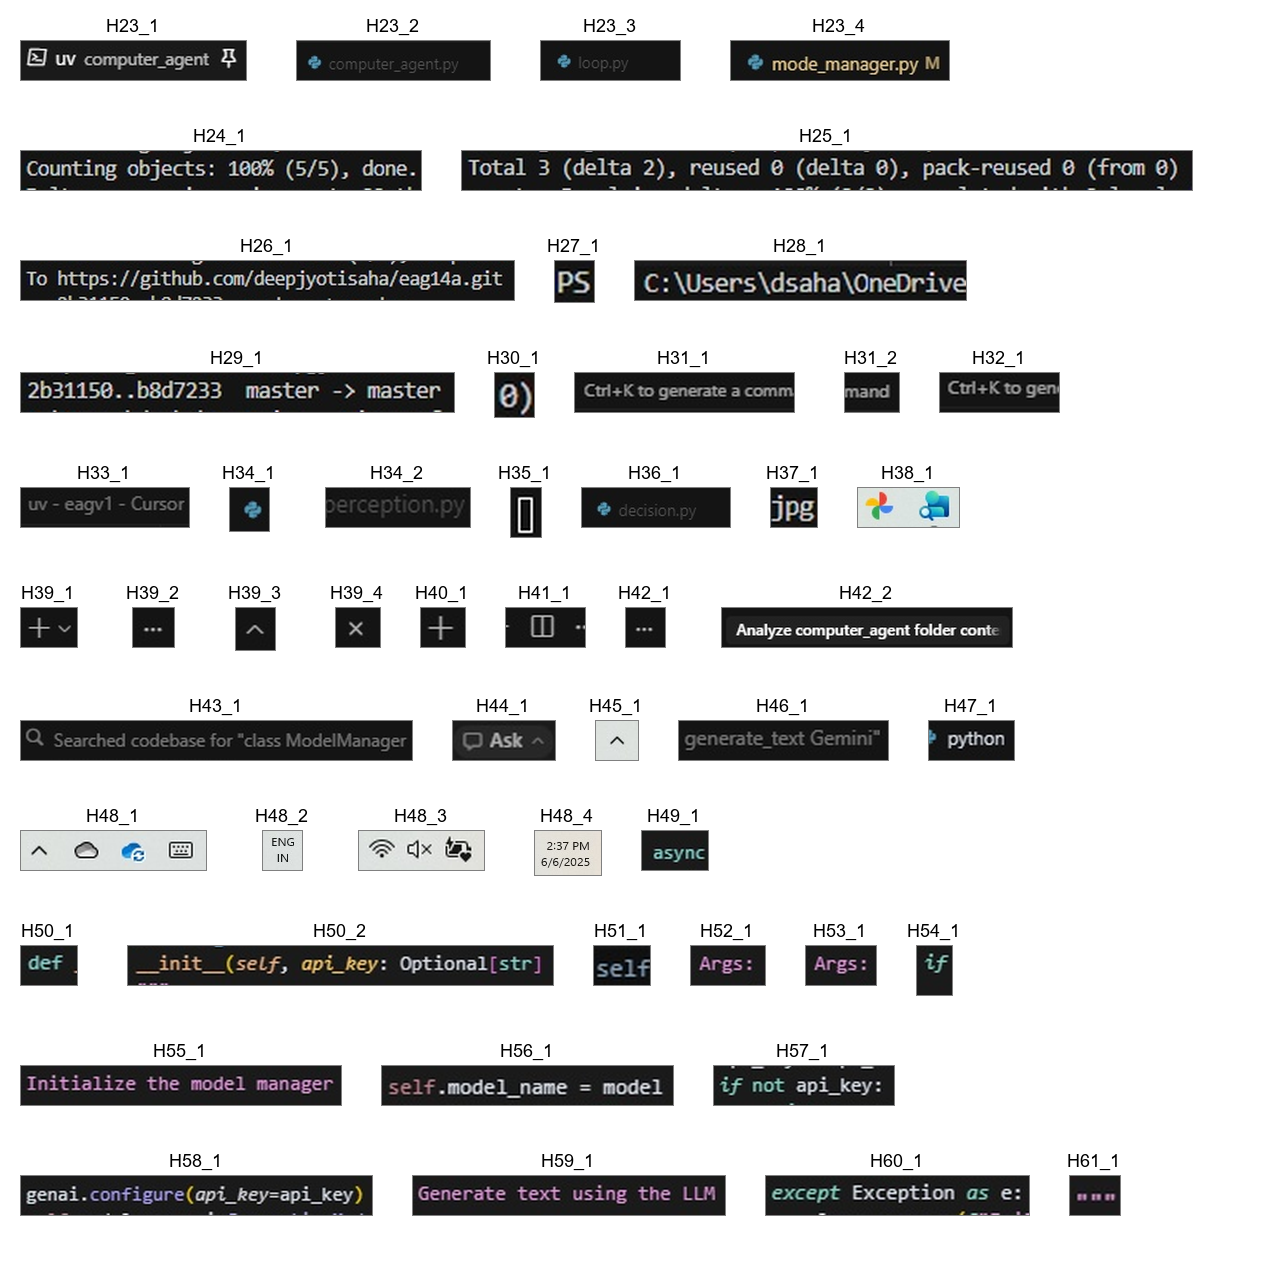 H23_1 H23_2 H23_3 H23_4
uv computer_agent computer_agent.py loop.py mode_manager.py M
H24_1 H25_1
Counting objects: 100% (5/5), done. Total 3 (delta 2), reused 0 (delta 0), pack-reused 0 (from 0)
H26_1 H27_1 H28_1
To https://github.com/deepjyotisaha/eag14a.git PS C:\Users\dsaha\OneDrive
H29_1 H30_1 H31_1 H31_2 H32_1
2b31150..b8d7233 master -> master 0) Ctrl+K to generate a comm mand Ctrl+K to gen
H33_1 H34_1 H34_2 H35_1 H36_1 H37_1 H38_1
uv - eagv1 - Cursor perception.py decision.py jpg
H39_1 H39_2 H39_3 H39_4 H40_1 H41_1 H42_1 H42_2
Analyze computer_agent folder conte
H43_1 H44_1 H45_1 H46_1 H47_1
Searched codebase for "class ModelManager Ask generate_text Gemini" python
H48_1 H48_2 H48_3 H48_4 H49_1
ENG 2:37 PM
IN 6/6/2025 async
H50_1 H50_2 H51_1 H52_1 H53_1 H54_1
def __init__(self, api_key: Optional[str] self Args: Args: if
H55_1 H56_1 H57_1
Initialize the model manager self.model_name = model if not api_key:
H58_1 H59_1 H60_1 H61_1
genai.configure(api_key=api_key) Generate text using the LLM except Exception as e: """